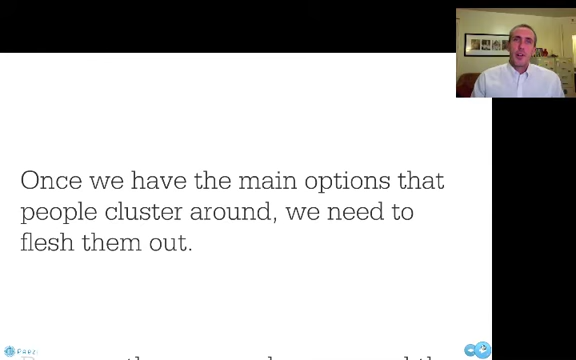 Once we have the main options that
people cluster around, we need to
flesh them out.